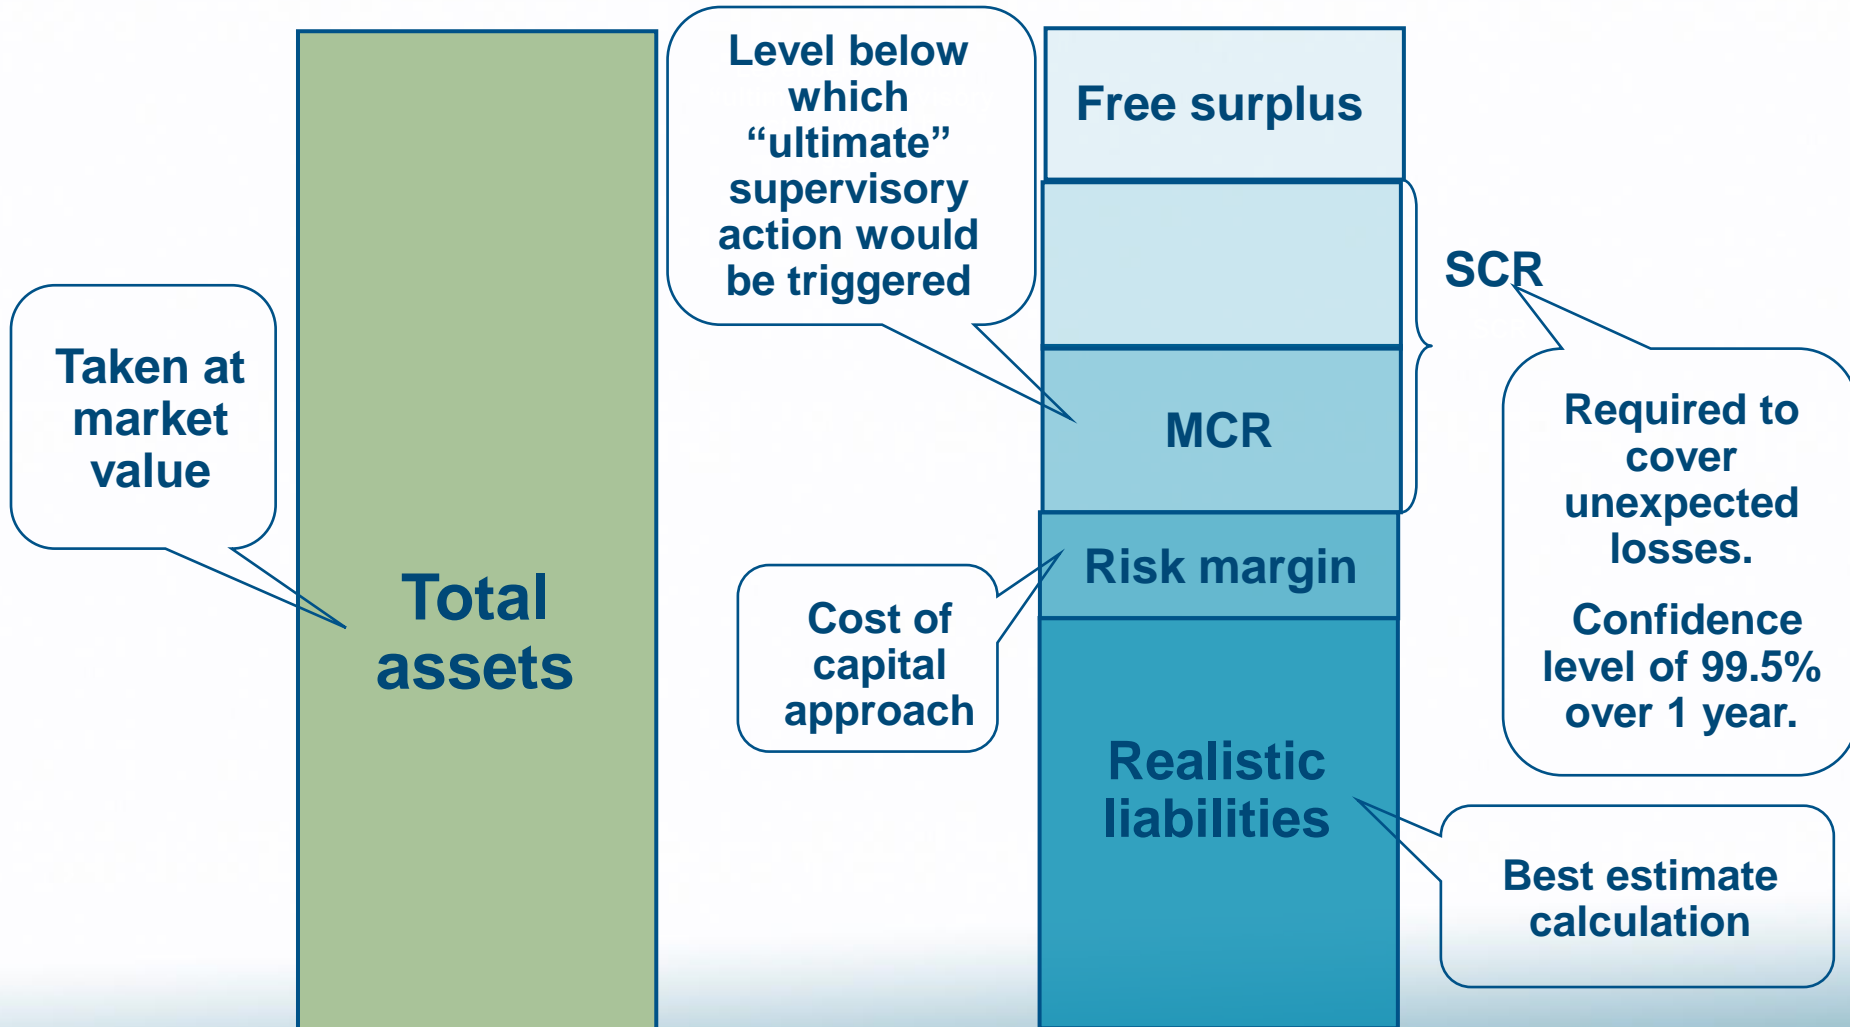 Taken at
market
value
Total
assets
Level below
which
“ultimate”
supervisory
action would
be triggered
Free surplus
SCR
MCR
Risk margin
Cost of
capital
approach
Realistic
liabilities
Required to
cover
unexpected
losses.
Confidence
level of 99.5%
over 1 year.
Best estimate
calculation